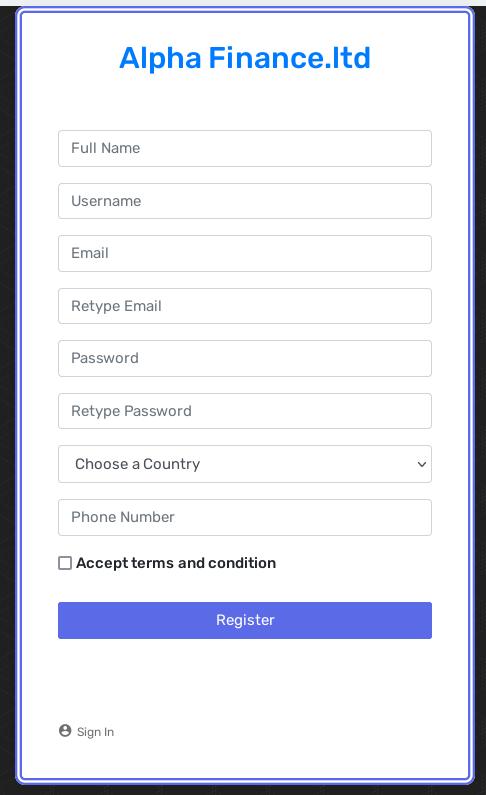 Alpha Finance.ltd
Full Name
Username
Email
Retype Email
Password
Retype Password
Choose a Country
Phone Number
Accept terms and condition
Register
Sign In